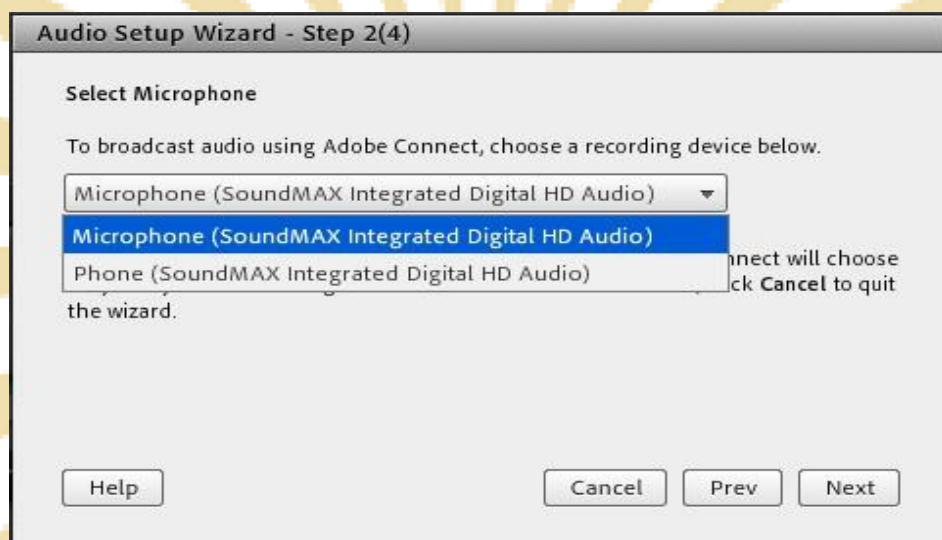 Audio Setup Wizard - Step 2(4)
Select Microphone
To broadcast audio using Adobe Connect, choose a recording device below.
Microphone (SoundMAX Integrated Digital HD Audio)
Microphone (SoundMAX Integrated Digital HD Audio)
Phone (SoundMAX Integrated Digital HD Audio)
will choose
Cancel to quit
the wizard.
Help
Cancel
Prev
Next